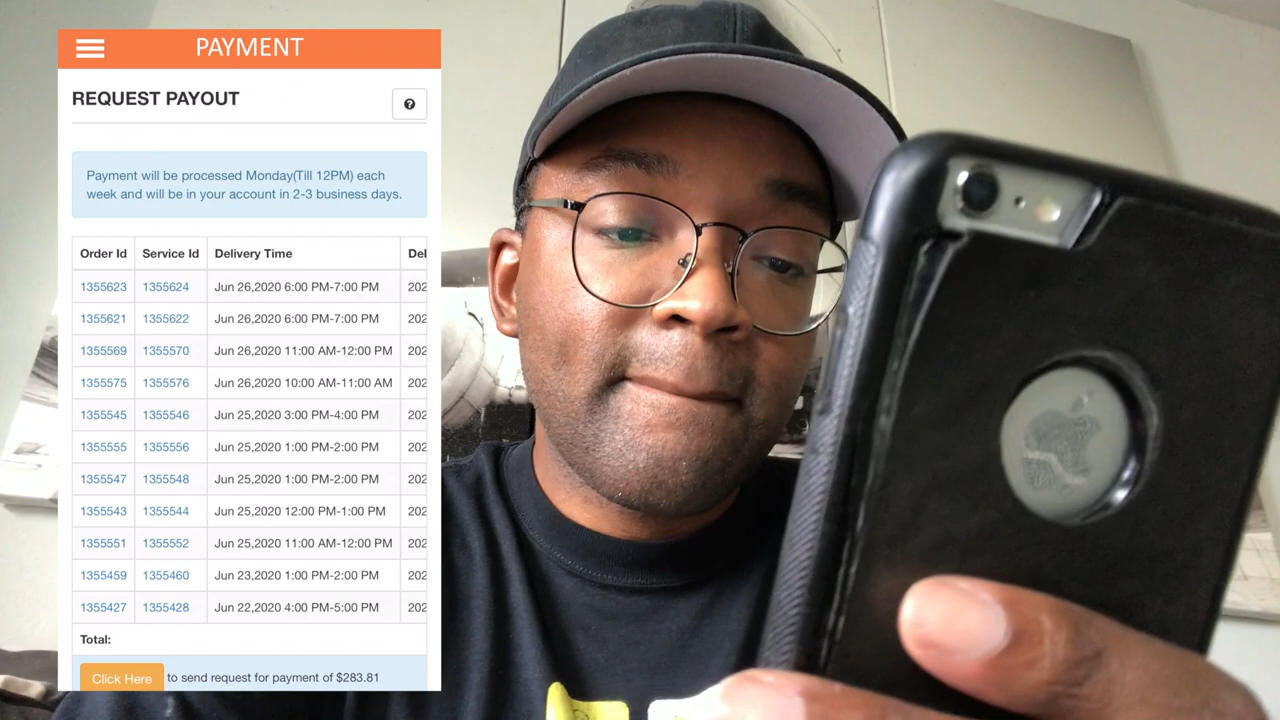 PAYMENT
REQUEST PAYOUT
?
Payment will be processed Monday(Till 12PM) each
week and will be in your account in 2-3 business days.
Order Id Service Id Delivery Time Del
1355623 1355624 Jun 26,2020 6:00 PM-7:00 PM 202
1355621 1355622 Jun 26,2020 6:00 PM-7:00 PM 202
1355569 1355570 Jun 26,2020 11:00 AM-12:00 PM 202
1355575 1355576 Jun 26,2020 10:00 AM-11:00 AM 202
1355545 1355546 Jun 25,2020 3:00 PM-4:00 PM 202
1355555 1355556 Jun 25,2020 1:00 PM-2:00 PM 202
1355547 1355548 Jun 25,2020 1:00 PM-2:00 PM 202
1355543 1355544 Jun 25,2020 12:00 PM-1:00 PM 202
1355551 1355552 Jun 25,2020 11:00 AM-12:00 PM 202
1355459 1355460 Jun 23,2020 1:00 PM-2:00 PM 202
1355427 1355428 Jun 22,2020 4:00 PM-5:00 PM 202
Total:
Click Here to send request for payment of $283.81